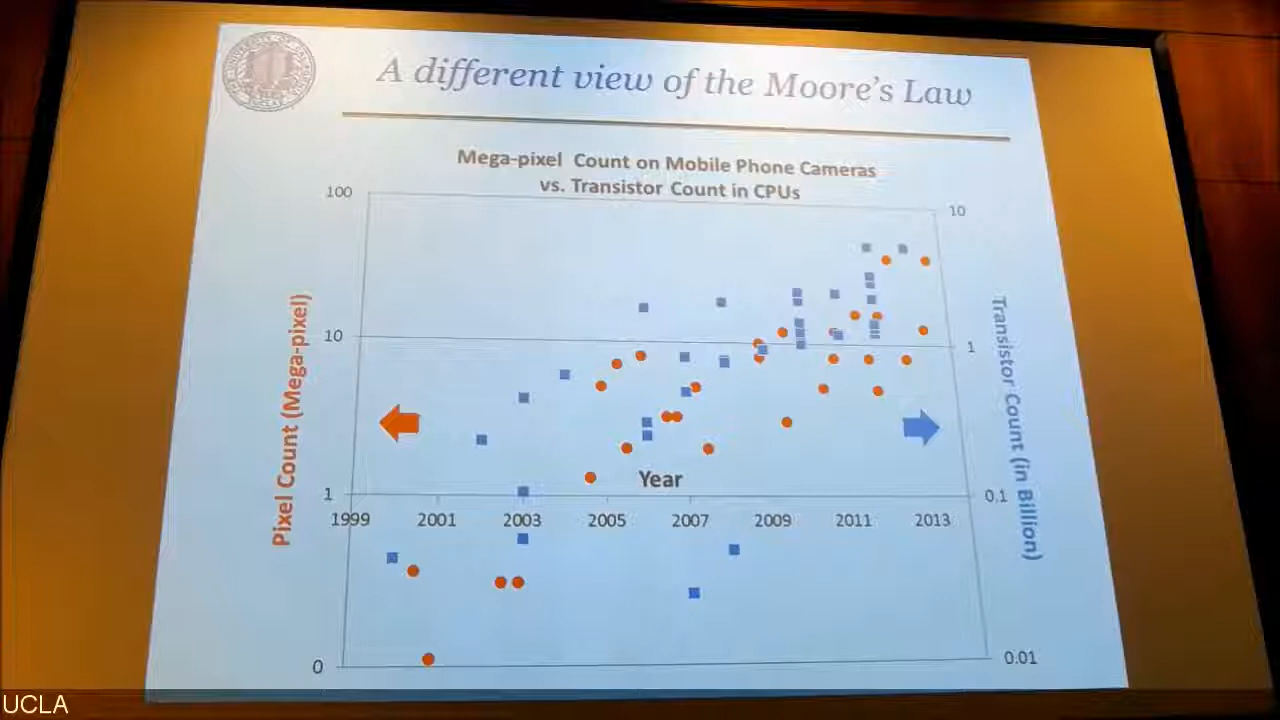 A different view of the Moore's Law
Mega-pixel Count on Mobile Phone Cameras
vs. Transistor Count in CPUs
100
10
1
0
Pixel Count (Mega-pixel)
10
1
0.1
0.01
Transistor Count (in Billion)
Year
1999 2001 2003 2005 2007 2009 2011 2013
UCLA